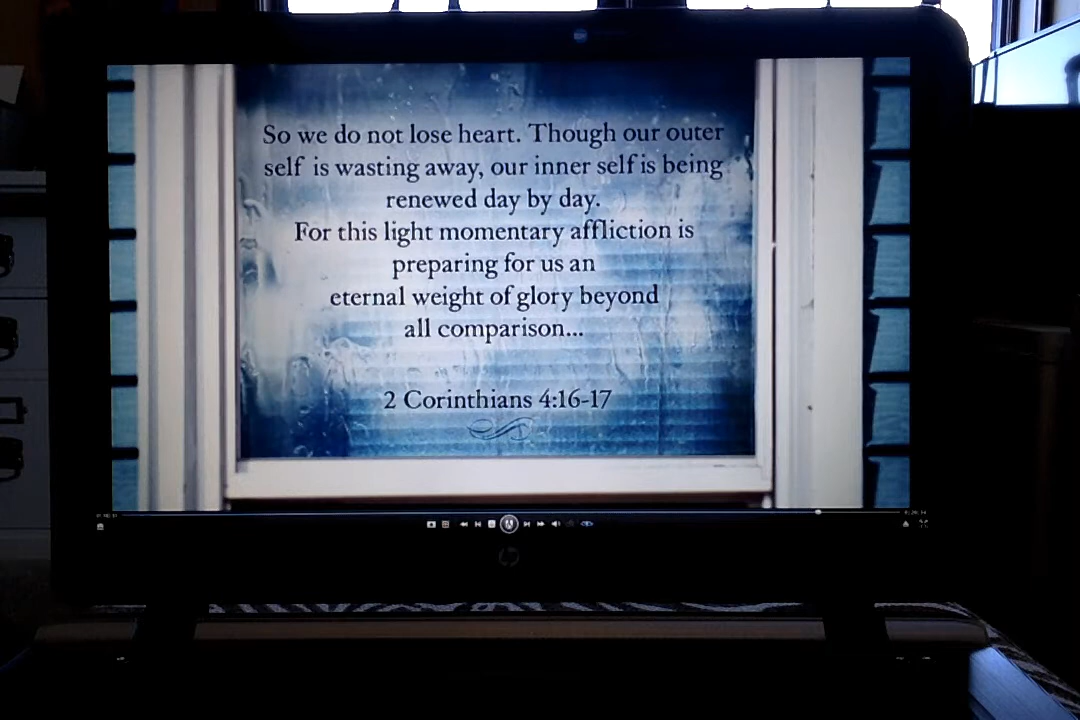 So we do not lose heart. Though our outer
self is wasting away, our inner self is being
renewed day by day.
For this light momentary affliction is
preparing for us an
eternal weight of glory beyond
all comparison...
2 Corinthians 4:16-17
hp